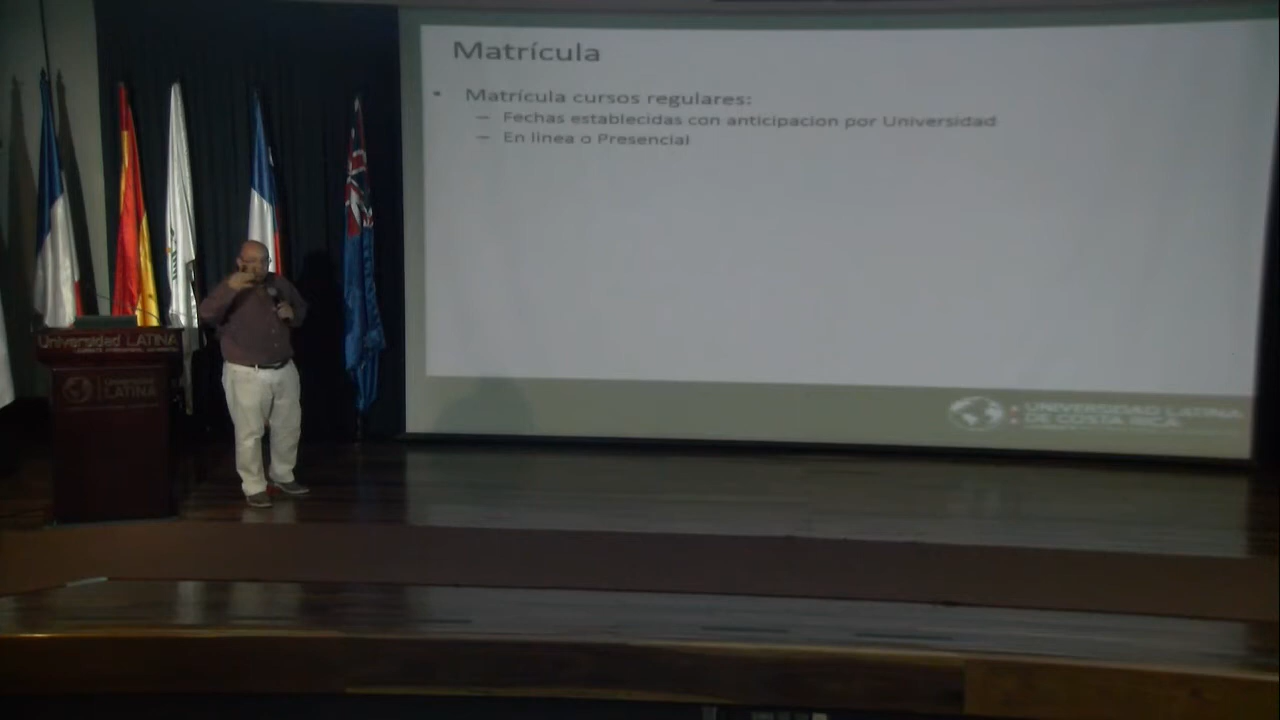 Matrícula
• Matrícula cursos regulares:
– Fechas establecidas con anticipacion por Universidad
– En linea o Presencial
UNIVERSIDAD LATINA
DE COSTA RICA
Universidad LATINA
UNIVERSIDAD
LATINA